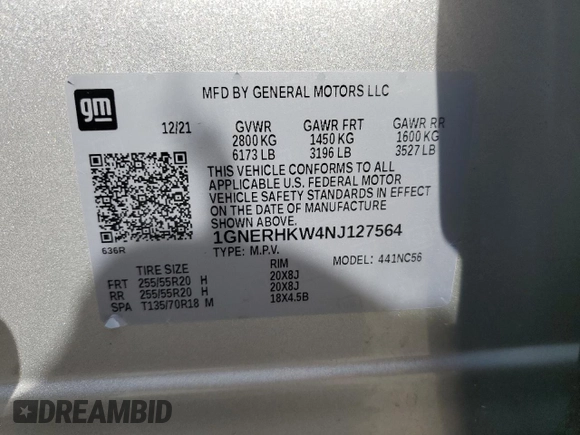 gm
MFD BY GENERAL MOTORS LLC
12/21 GVWR GAWR FRT GAWR RR
2800 KG 1450 KG 1600 KG
6173 LB 3196 LB 3527 LB
THIS VEHICLE CONFORMS TO ALL
APPLICABLE U.S. FEDERAL MOTOR
VEHICLE SAFETY STANDARDS IN EFFECT
ON THE DATE OF MANUFACTURE
SHOWN ABOVE.
636R 1GNERHKW4NJ127564
TYPE: M.P.V. MODEL: 441NC56
TIRE SIZE RIM
FRT 255/55R20 H 20X8J
RR 255/55R20 H 20X8J
SPA T135/70R18 M 18X4.5B
DREAMBID